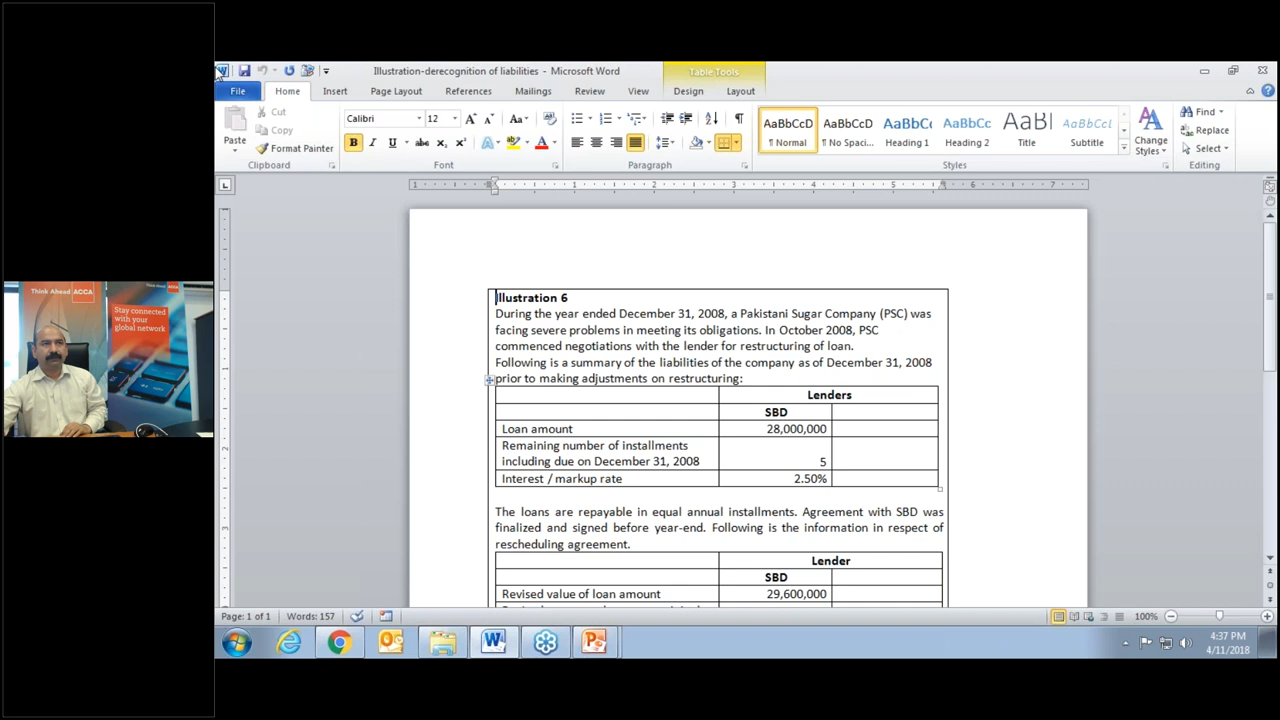 Illustration-derecognition of liabilities - Microsoft Word
Table Tools
File
Home
Insert
Page Layout
References
Mailings
Review
View
Design
Layout
Cut
Copy
Format Painter
Paste
Clipboard
Calibri
12
Font
Paragraph
AaBbCcD
¶ Normal
AaBbCcD
¶ No Spaci...
AaBbCc
Heading 1
AaBbCc
Heading 2
AaBl
Title
AaBbCcl
Subtitle
Change Styles
Styles
Find
Replace
Select
Editing
Illustration 6
During the year ended December 31, 2008, a Pakistani Sugar Company (PSC) was
facing severe problems in meeting its obligations. In October 2008, PSC
commenced negotiations with the lender for restructuring of loan.
Following is a summary of the liabilities of the company as of December 31, 2008
prior to making adjustments on restructuring:
Lenders
SBD
Loan amount 28,000,000
Remaining number of installments
including due on December 31, 2008 5
Interest / markup rate 2.50%
The loans are repayable in equal annual installments. Agreement with SBD was
finalized and signed before year-end. Following is the information in respect of
rescheduling agreement.
Lender
SBD
Revised value of loan amount 29,600,000
Page: 1 of 1
Words: 157
100%
4:37 PM
4/11/2018
Think Ahead ACCA
Think Ahead ACCA
Stay connected
with your
global network